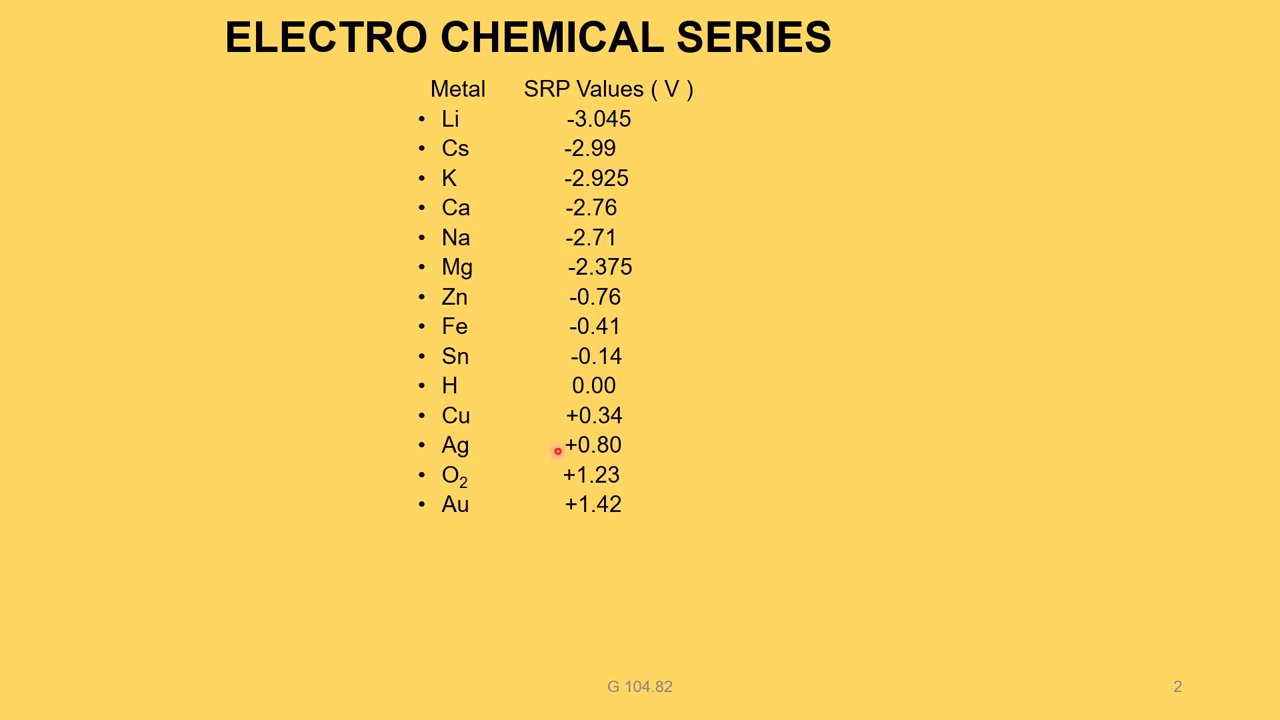 ELECTRO CHEMICAL SERIES
Metal SRP Values ( V )
• Li -3.045
• Cs -2.99
• K -2.925
• Ca -2.76
• Na -2.71
• Mg -2.375
• Zn -0.76
• Fe -0.41
• Sn -0.14
• H 0.00
• Cu +0.34
• Ag +0.80
• O₂ +1.23
• Au +1.42
G 104.82 2